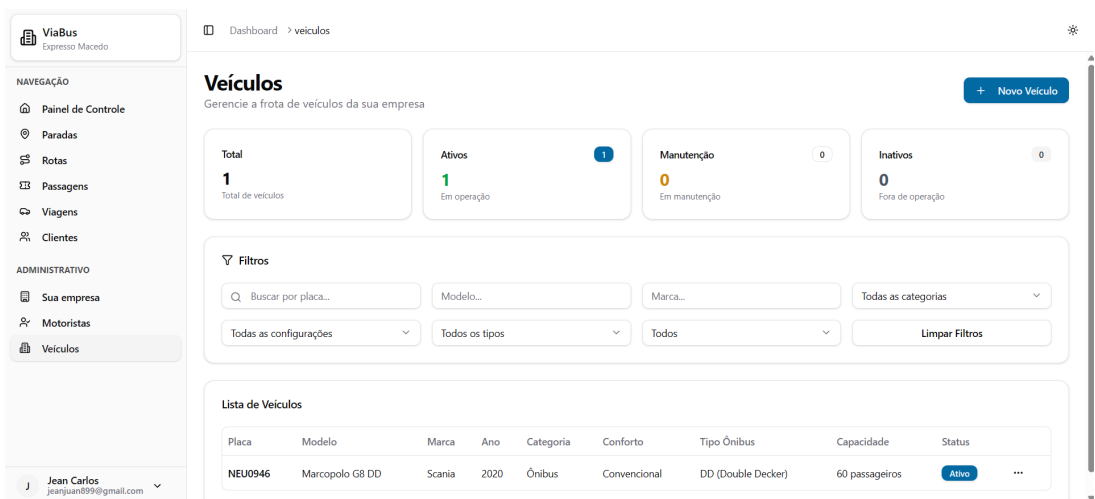 ViaBus
Expresso Macedo
NAVEGAÇÃO
Painel de Controle
Paradas
Rotas
Passagens
Viagens
Clientes
ADMINISTRATIVO
Sua empresa
Motoristas
Veículos
J
Jean Carlos
jeanjuan899@gmail.com
Dashboard > veiculos
Veículos
Gerencie a frota de veículos da sua empresa
+ Novo Veículo
Total
1
Total de veículos
Ativos 1
1
Em operação
Manutenção 0
0
Em manutenção
Inativos 0
0
Fora de operação
Filtros
Buscar por placa... Modelo... Marca... Todas as categorias
Todas as configurações Todos os tipos Todos Limpar Filtros
Lista de Veículos
Placa Modelo Marca Ano Categoria Conforto Tipo Ônibus Capacidade Status
NEU0946 Marcopolo G8 DD Scania 2020 Ônibus Convencional DD (Double Decker) 60 passageiros Ativo ...